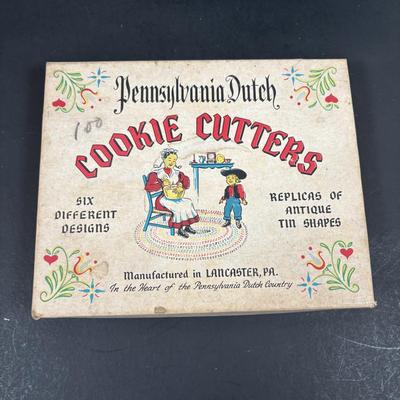 Pennsylvania Dutch
100
COOKIE CUTTERS
SIX
DIFFERENT
DESIGNS
REPLICAS OF
ANTIQUE
TIN SHAPES
Manufactured in LANCASTER, PA.
In the Heart of the Pennsylvania Dutch Country